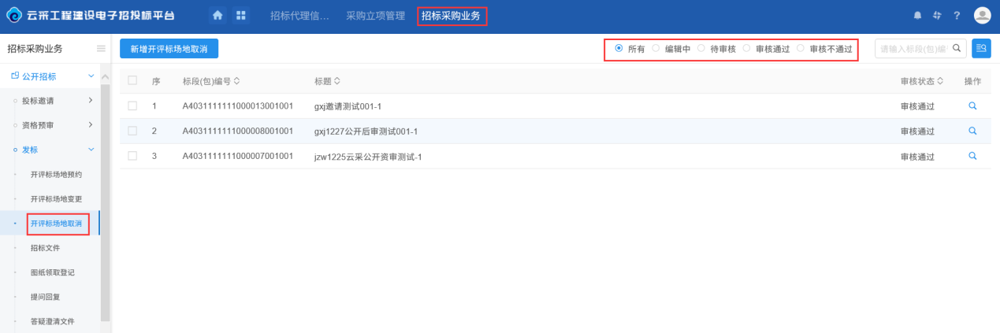 云采工程建设电子招投标平台 招标代理信... 采购立项管理 招标采购业务 ?
招标采购业务 新增开评标场地取消 所有 编辑中 待审核 审核通过 审核不通过 请输入标段(包)编
公开招标
序 标段(包)编号 标题 审核状态 操作
投标邀请
1 A4031111111000013001001 gxj邀请测试001-1 审核通过
资格预审
2 A4031111111000008001001 gxj1227公开后审测试001-1 审核通过
发标
3 A4031111111000007001001 jzw1225云采公开资审测试-1 审核通过
开评标场地预约
开评标场地变更
开评标场地取消
招标文件
图纸领取登记
提问回复
答疑澄清文件